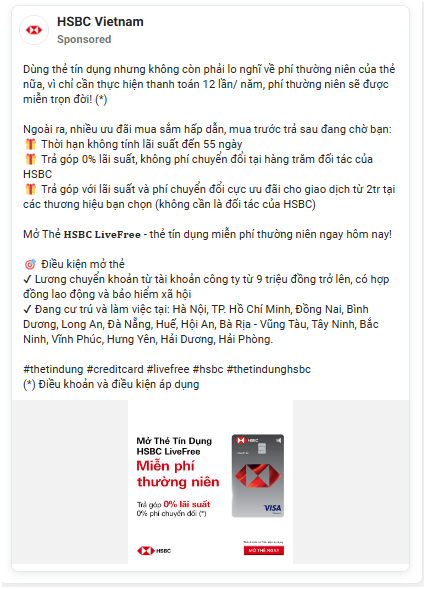 HSBC Vietnam
Sponsored
Dùng thẻ tín dụng nhưng không còn phải lo nghĩ về phí thường niên của thẻ
nữa, vì chỉ cần thực hiện thanh toán 12 lần/ năm, phí thường niên sẽ được
miễn trọn đời! (*)
Ngoài ra, nhiều ưu đãi mua sắm hấp dẫn, mua trước trả sau đang chờ bạn:
🎁 Thời hạn không tính lãi suất đến 55 ngày
🎁 Trả góp 0% lãi suất, không phí chuyển đổi tại hàng trăm đối tác của
HSBC
🎁 Trả góp với lãi suất và phí chuyển đổi cực ưu đãi cho giao dịch từ 2tr tại
các thương hiệu bạn chọn (không cần là đối tác của HSBC)
Mở Thẻ 𝐇𝐒𝐁𝐂 𝐋𝐢𝐯𝐞𝐅𝐫𝐞𝐞 - thẻ tín dụng miễn phí thường niên ngay hôm nay!
🎯 Điều kiện mở thẻ
✓ Lương chuyển khoản từ tài khoản công ty từ 9 triệu đồng trở lên, có hợp
đồng lao động và bảo hiểm xã hội
✓ Đang cư trú và làm việc tại: Hà Nội, TP. Hồ Chí Minh, Đồng Nai, Bình
Dương, Long An, Đà Nẵng, Huế, Hội An, Bà Rịa - Vũng Tàu, Tây Ninh, Bắc
Ninh, Vĩnh Phúc, Hưng Yên, Hải Dương, Hải Phòng.
#thetindung #creditcard #livefree #hsbc #thetindunghsbc
(*) Điều khoản và điều kiện áp dụng
Mở Thẻ Tín Dụng
HSBC LiveFree
Miễn phí
thường niên
Trả góp 0% lãi suất
0% phí chuyển đổi (*)
HSBC
VISA
HSBC
MỞ THẺ NGAY